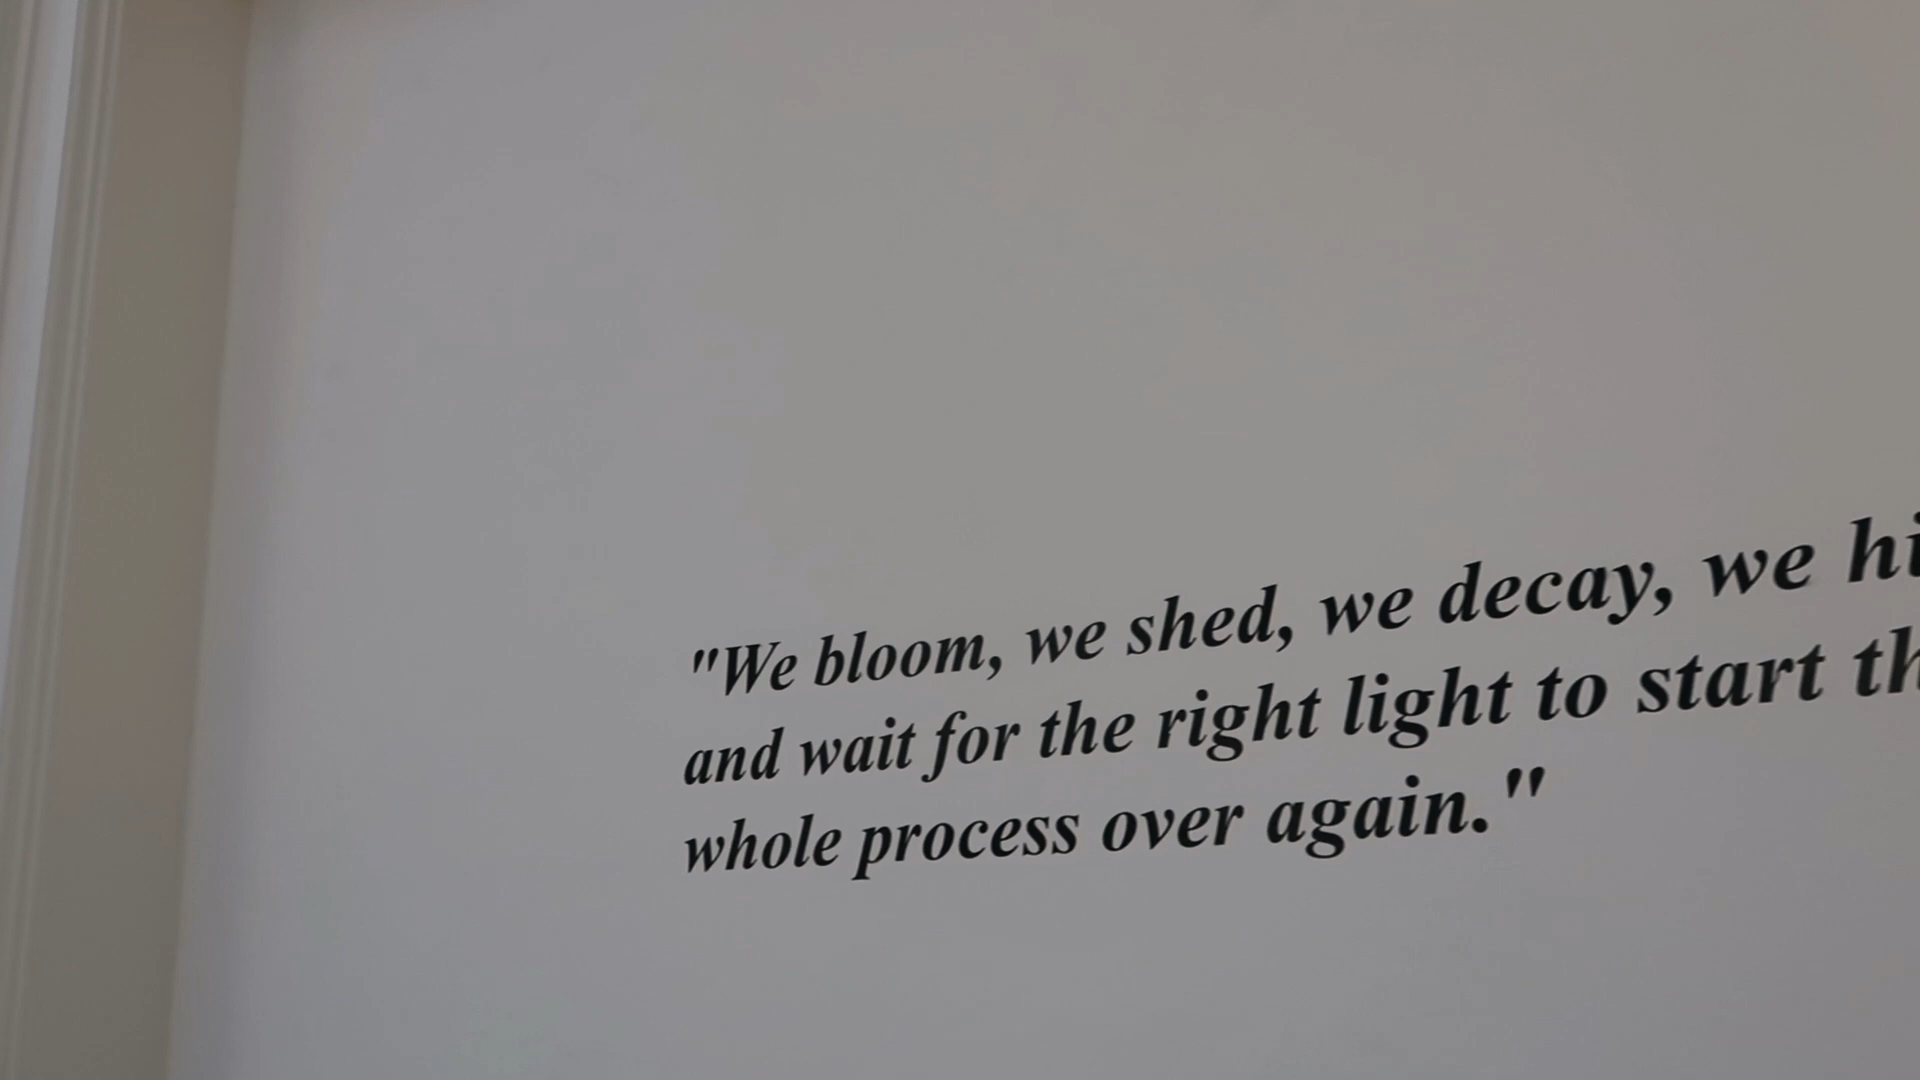 "We bloom, we shed, we decay, we
and wait for the right light to start
whole process over again."